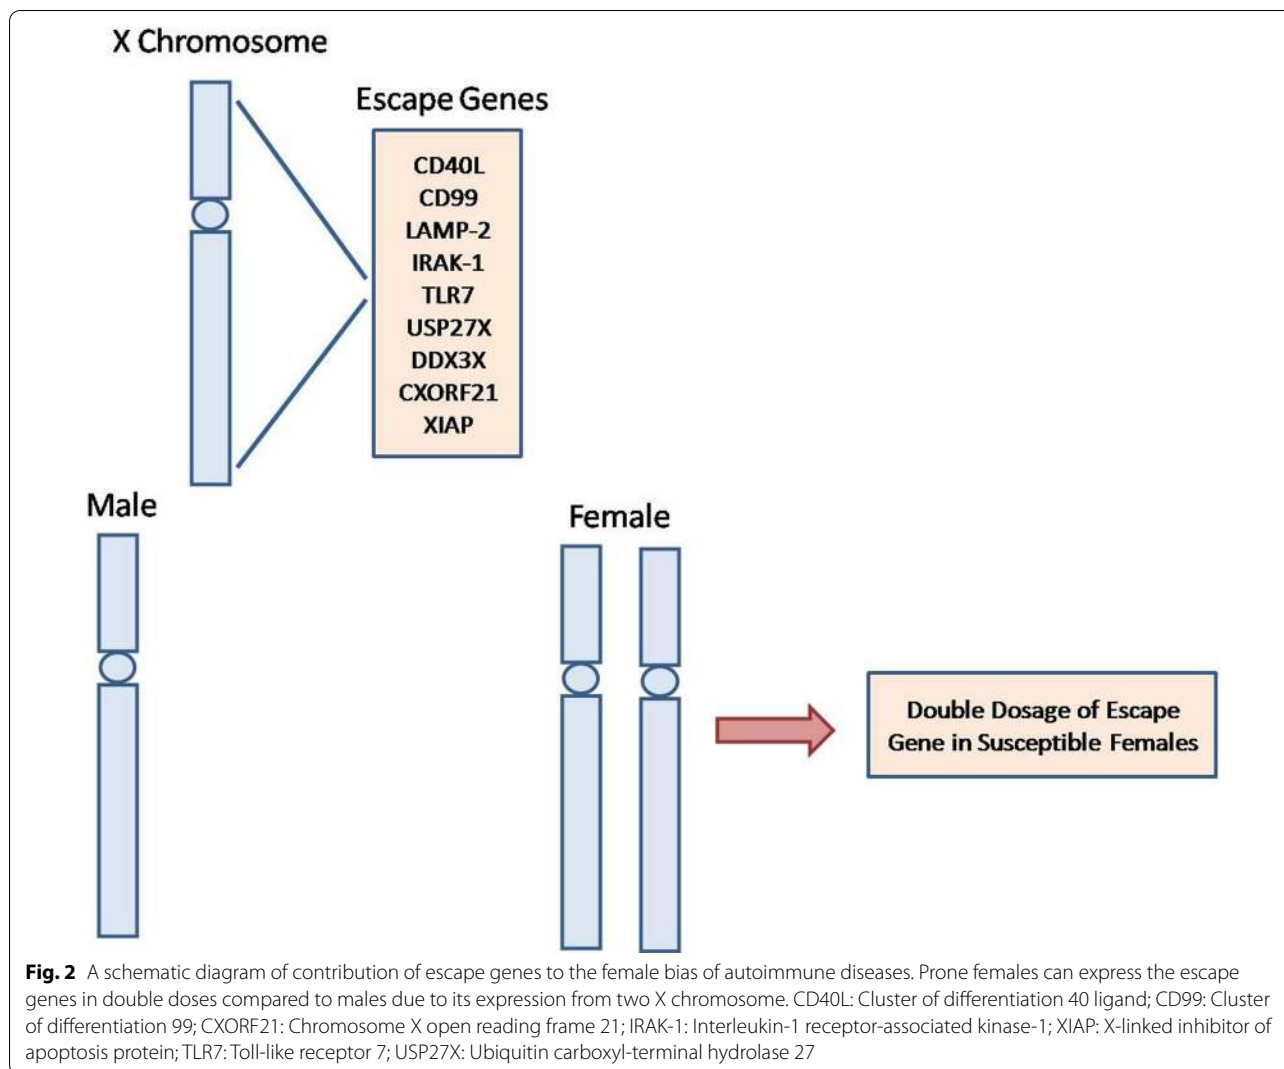 X Chromosome
Escape Genes
CD40L
CD99
LAMP-2
IRAK-1
TLR7
USP27X
DDX3X
CXORF21
XIAP
Male
Female
Double Dosage of Escape
Gene in Susceptible Females
Fig. 2 A schematic diagram of contribution of escape genes to the female bias of autoimmune diseases. Prone females can express the escape
genes in double doses compared to males due to its expression from two X chromosome. CD40L: Cluster of differentiation 40 ligand; CD99: Cluster
of differentiation 99; CXORF21: Chromosome X open reading frame 21; IRAK-1: Interleukin-1 receptor-associated kinase-1; XIAP: X-linked inhibitor of
apoptosis protein; TLR7: Toll-like receptor 7; USP27X: Ubiquitin carboxyl-terminal hydrolase 27